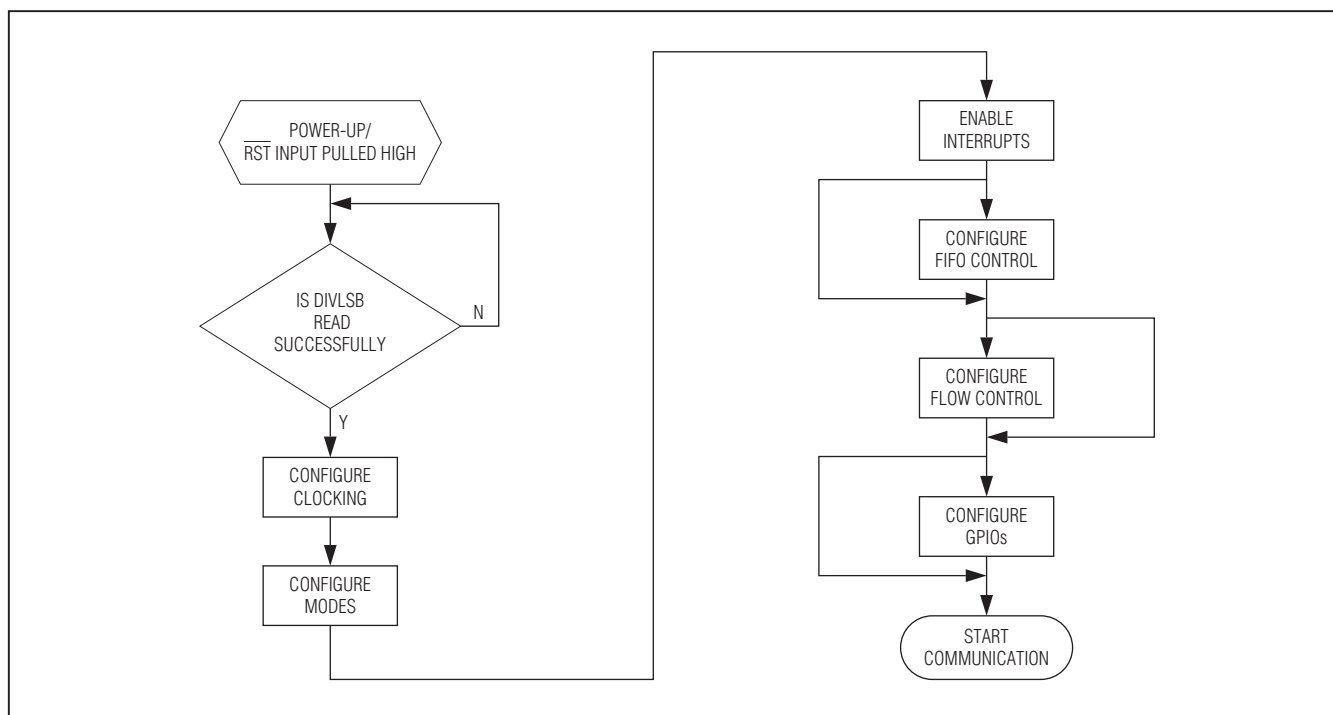 POWER-UP/
RST INPUT PULLED HIGH
IS DIVLSB
READ
SUCCESSFULLY
N
Y
CONFIGURE
CLOCKING
CONFIGURE
MODES
ENABLE
INTERRUPTS
CONFIGURE
FIFO CONTROL
CONFIGURE
FLOW CONTROL
CONFIGURE
GPIOs
START
COMMUNICATION